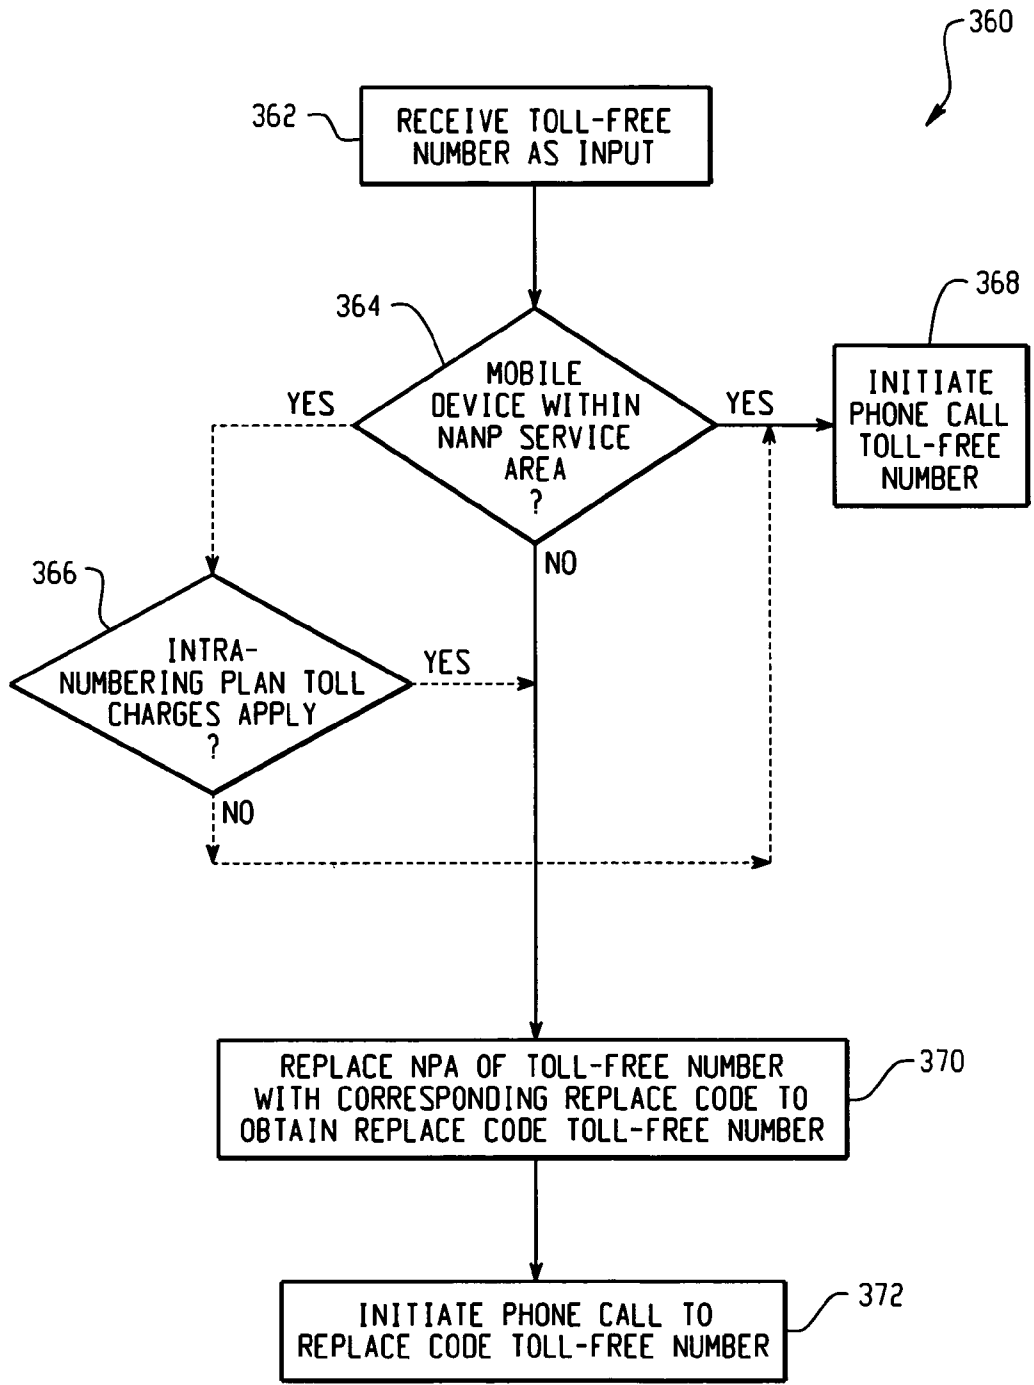 360
362
RECEIVE TOLL-FREE
NUMBER AS INPUT
364
MOBILE
DEVICE WITHIN
NANP SERVICE
AREA
?
YES
YES
NO
368
INITIATE
PHONE CALL
TOLL-FREE
NUMBER
366
INTRA-
NUMBERING PLAN TOLL
CHARGES APPLY
?
YES
NO
370
REPLACE NPA OF TOLL-FREE NUMBER
WITH CORRESPONDING REPLACE CODE TO
OBTAIN REPLACE CODE TOLL-FREE NUMBER
372
INITIATE PHONE CALL TO
REPLACE CODE TOLL-FREE NUMBER